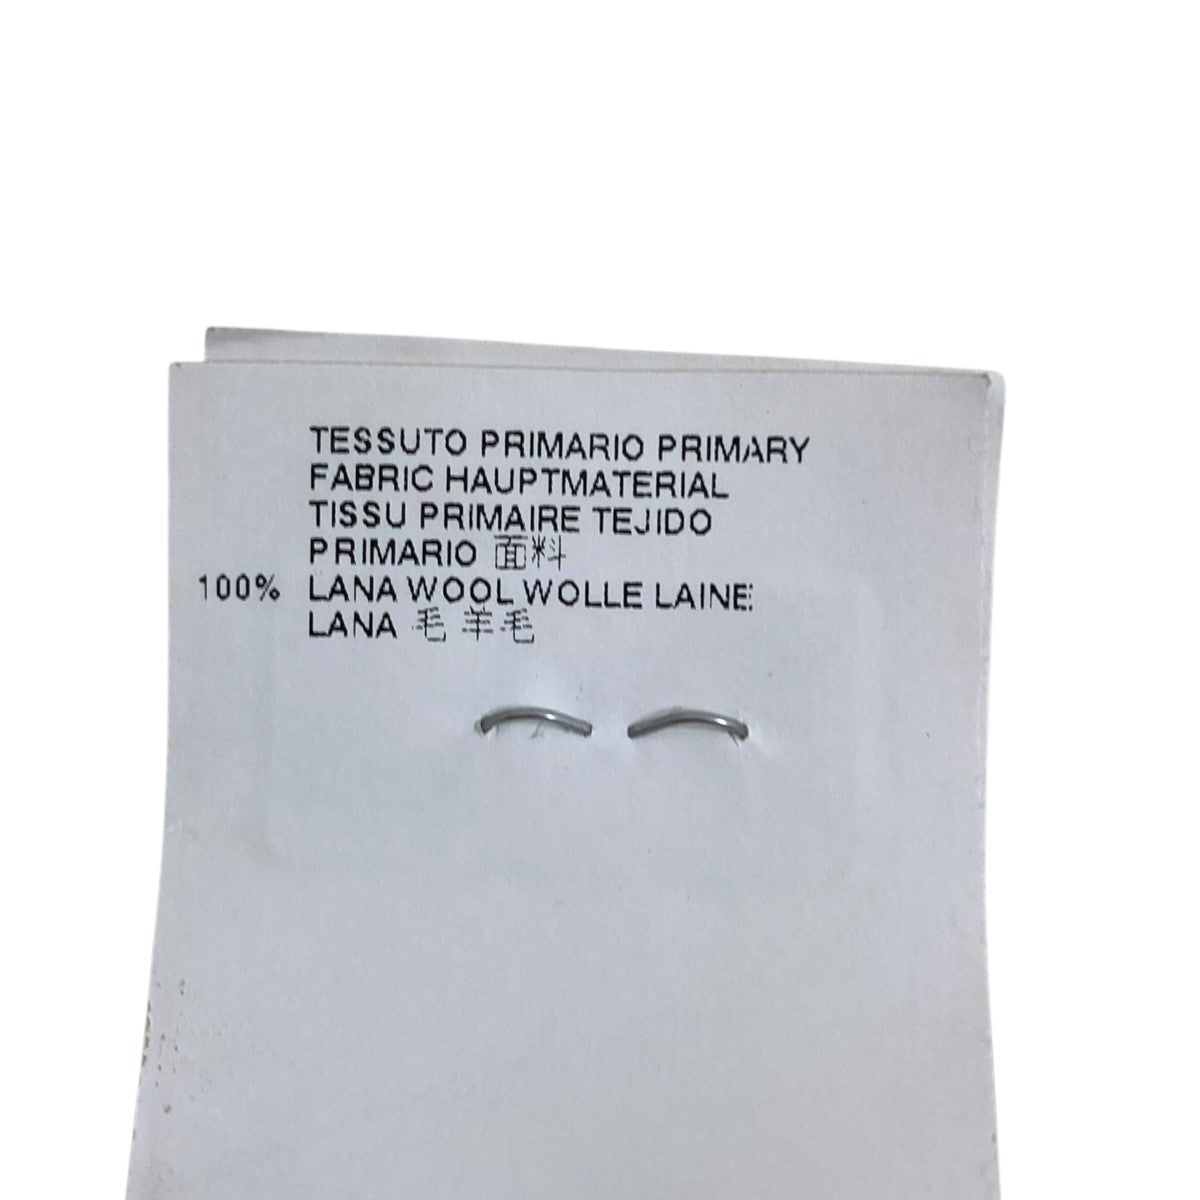 TESSUTO PRIMARIO PRIMARY
FABRIC HAUPTMATERIAL
TISSU PRIMAIRE TEJIDO
PRIMARIO 面料
100% LANA WOOL WOLLE LAINE
LANA 毛 羊毛